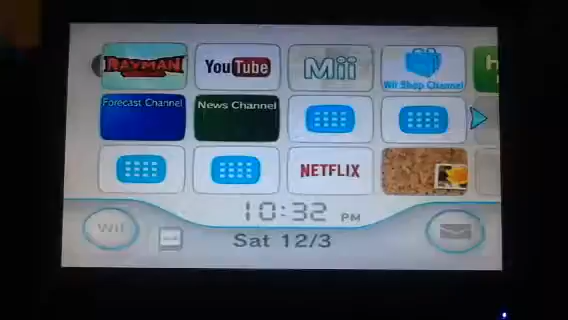 RAYMAN
YouTube
Mii
Wii Shop Channel
h
Forecast Channel
News Channel
NETFLIX
10:32 PM
Wii
Sat 12/3